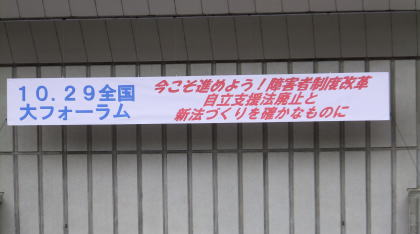 10.29全国
大フォーラム
今こそ進めよう！障害者制度改革
自立支援法廃止と
新法づくりを確かなものに